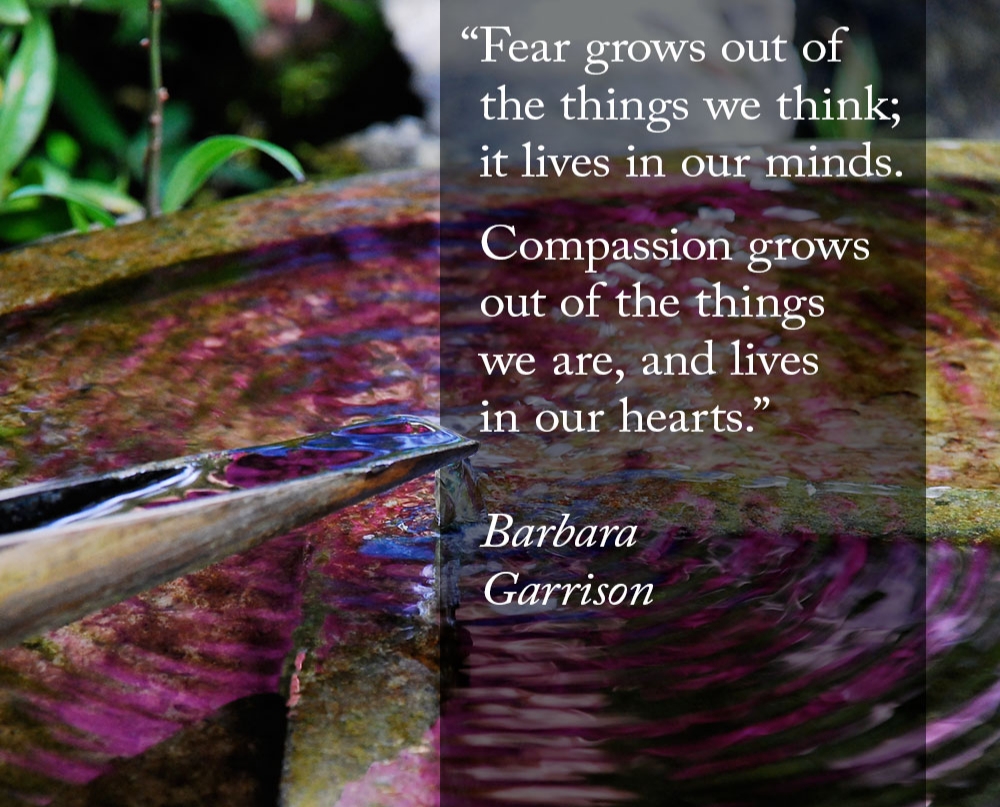 “Fear grows out of
the things we think;
it lives in our minds.
Compassion grows
out of the things
we are, and lives
in our hearts.”
Barbara
Garrison